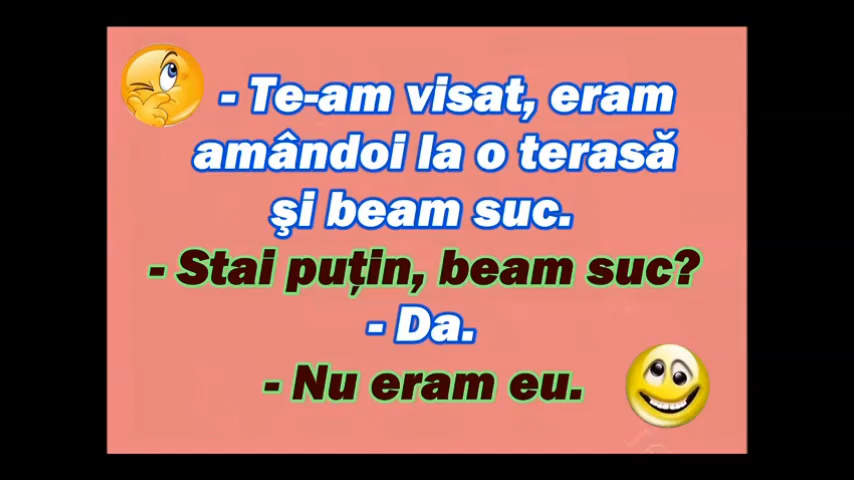 - Te-am visat, eram
amândoi la o terasă
şi beam suc.
- Stai puțin, beam suc?
- Da.
- Nu eram eu.